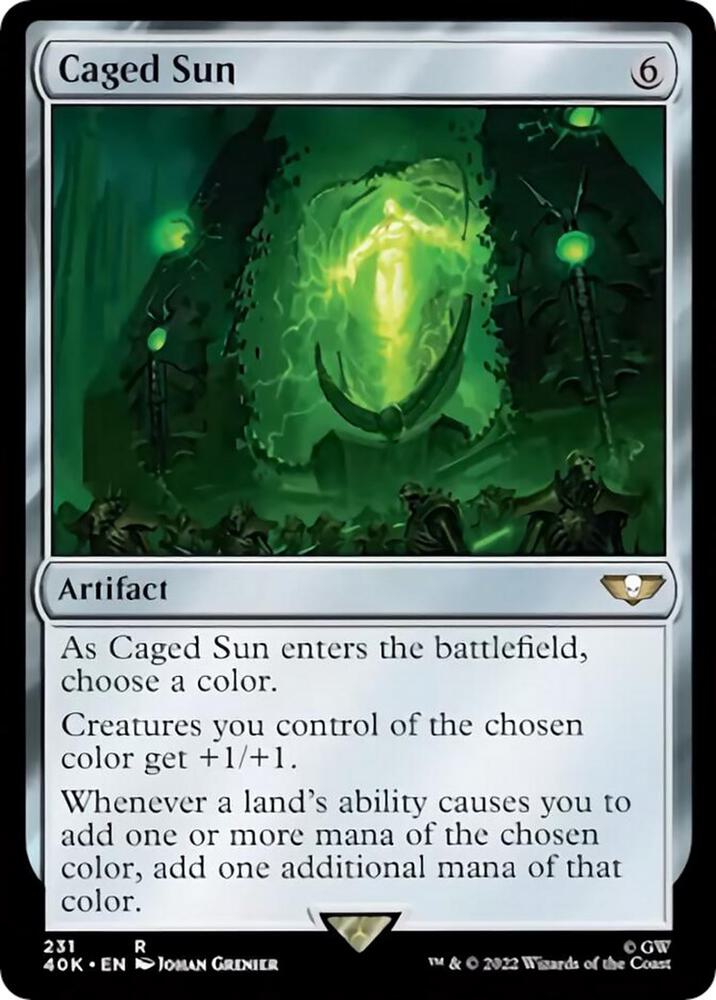 Caged Sun 6
Artifact
As Caged Sun enters the battlefield,
choose a color.
Creatures you control of the chosen
color get +1/+1.
Whenever a land's ability causes you to
add one or more mana of the chosen
color, add one additional mana of that
color.
231 R
40K • EN Johan Grenier
© GW
™ & © 2022 Wizards of the Coast